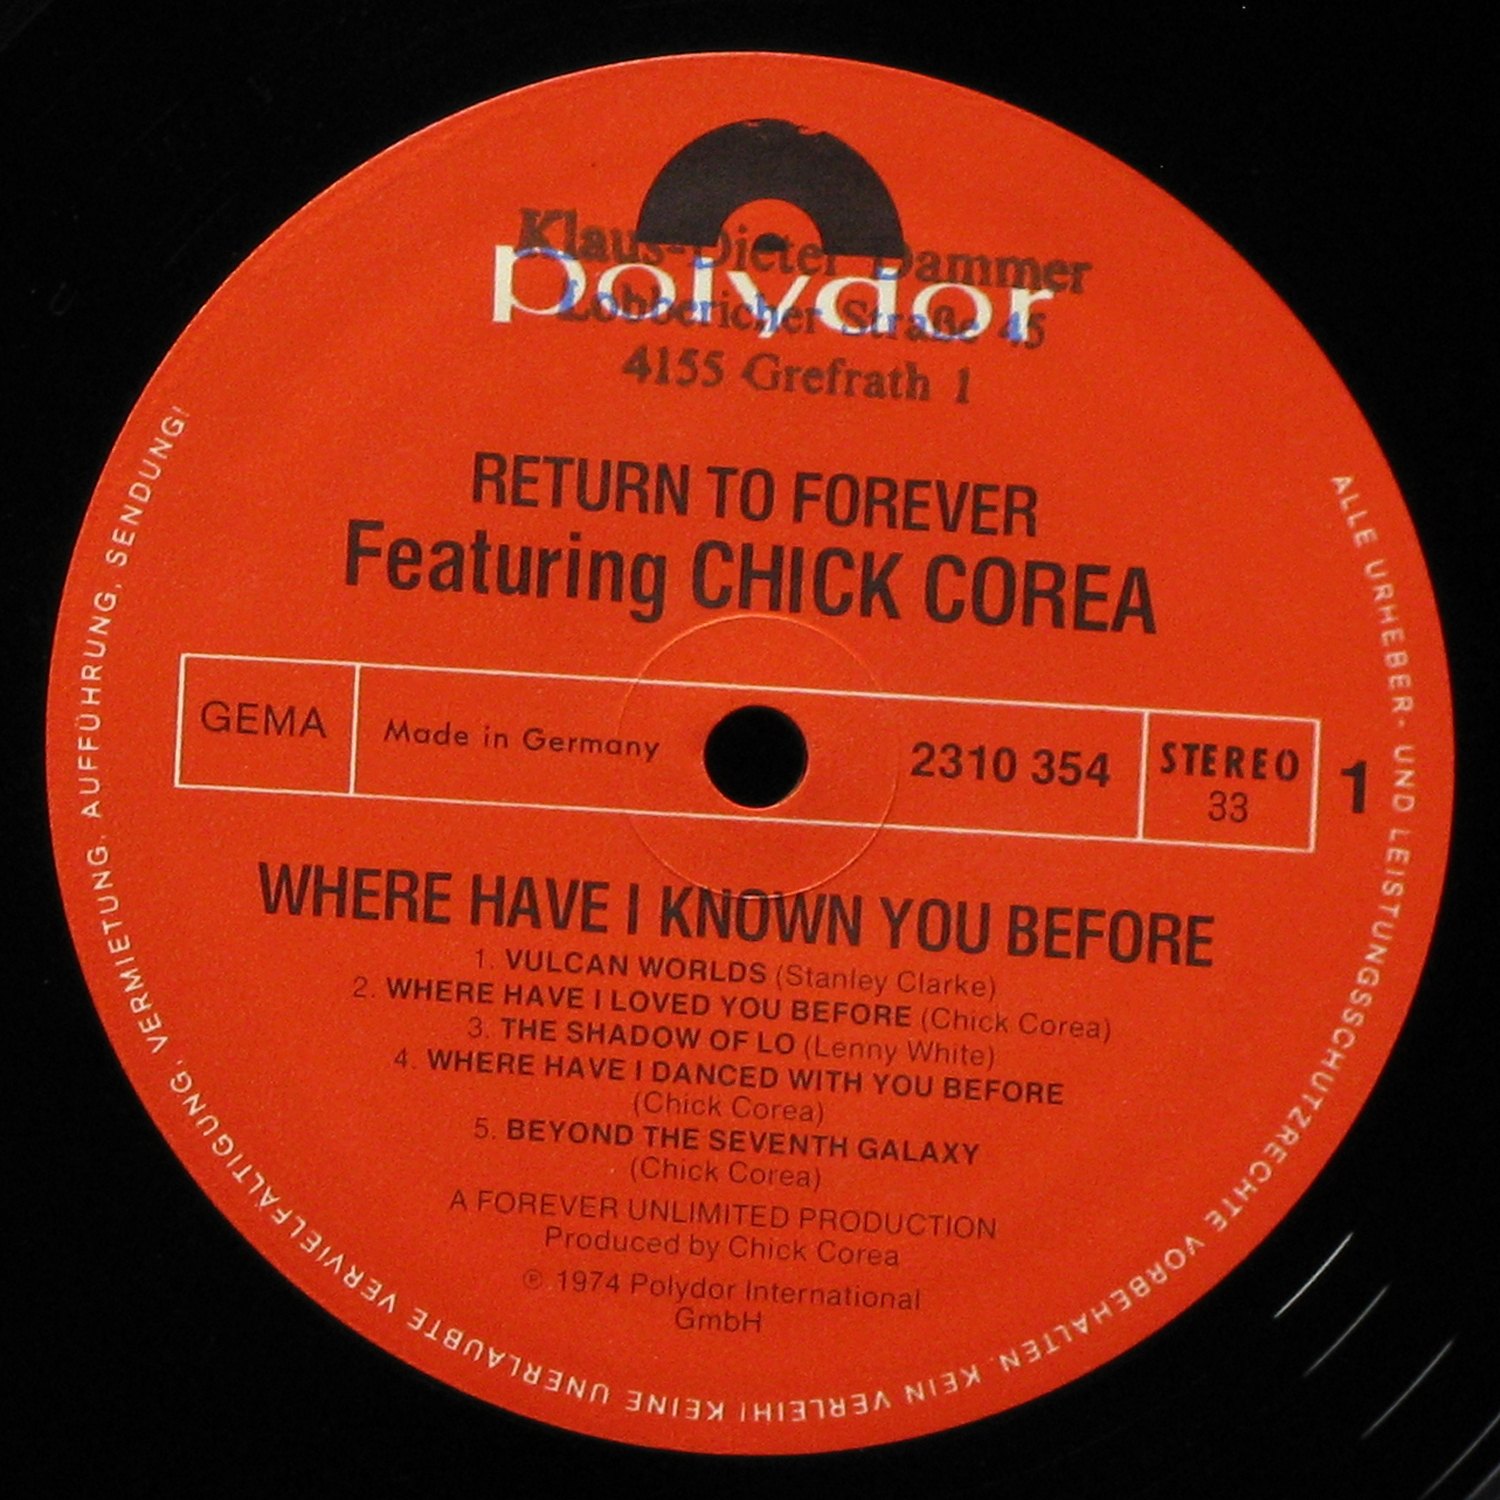 polydor
Klaus-Dieter Dammer
Lobbericher Straße 45
4155 Grefrath 1
RETURN TO FOREVER
Featuring CHICK COREA
GEMA
Made in Germany
2310 354
STEREO
33
1
WHERE HAVE I KNOWN YOU BEFORE
1. VULCAN WORLDS (Stanley Clarke)
2. WHERE HAVE I LOVED YOU BEFORE (Chick Corea)
3. THE SHADOW OF LO (Lenny White)
4. WHERE HAVE I DANCED WITH YOU BEFORE
(Chick Corea)
5. BEYOND THE SEVENTH GALAXY
(Chick Corea)
A FOREVER UNLIMITED PRODUCTION
Produced by Chick Corea
℗ 1974 Polydor International
GmbH
ALLE URHEBER- UND LEISTUNGSSCHUTZRECHTE VORBEHALTEN. KEIN VERLEIH! KEINE UNERLAUBTE VERVIELFÄLTIGUNG, VERMIETUNG, AUFFÜHRUNG, SENDUNG!